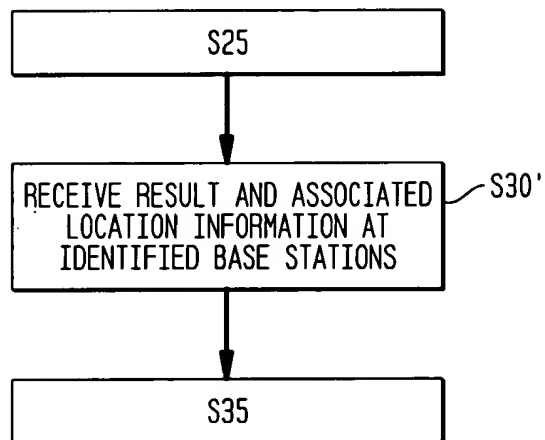 S25
RECEIVE RESULT AND ASSOCIATED
LOCATION INFORMATION AT
IDENTIFIED BASE STATIONS
S30'
S35